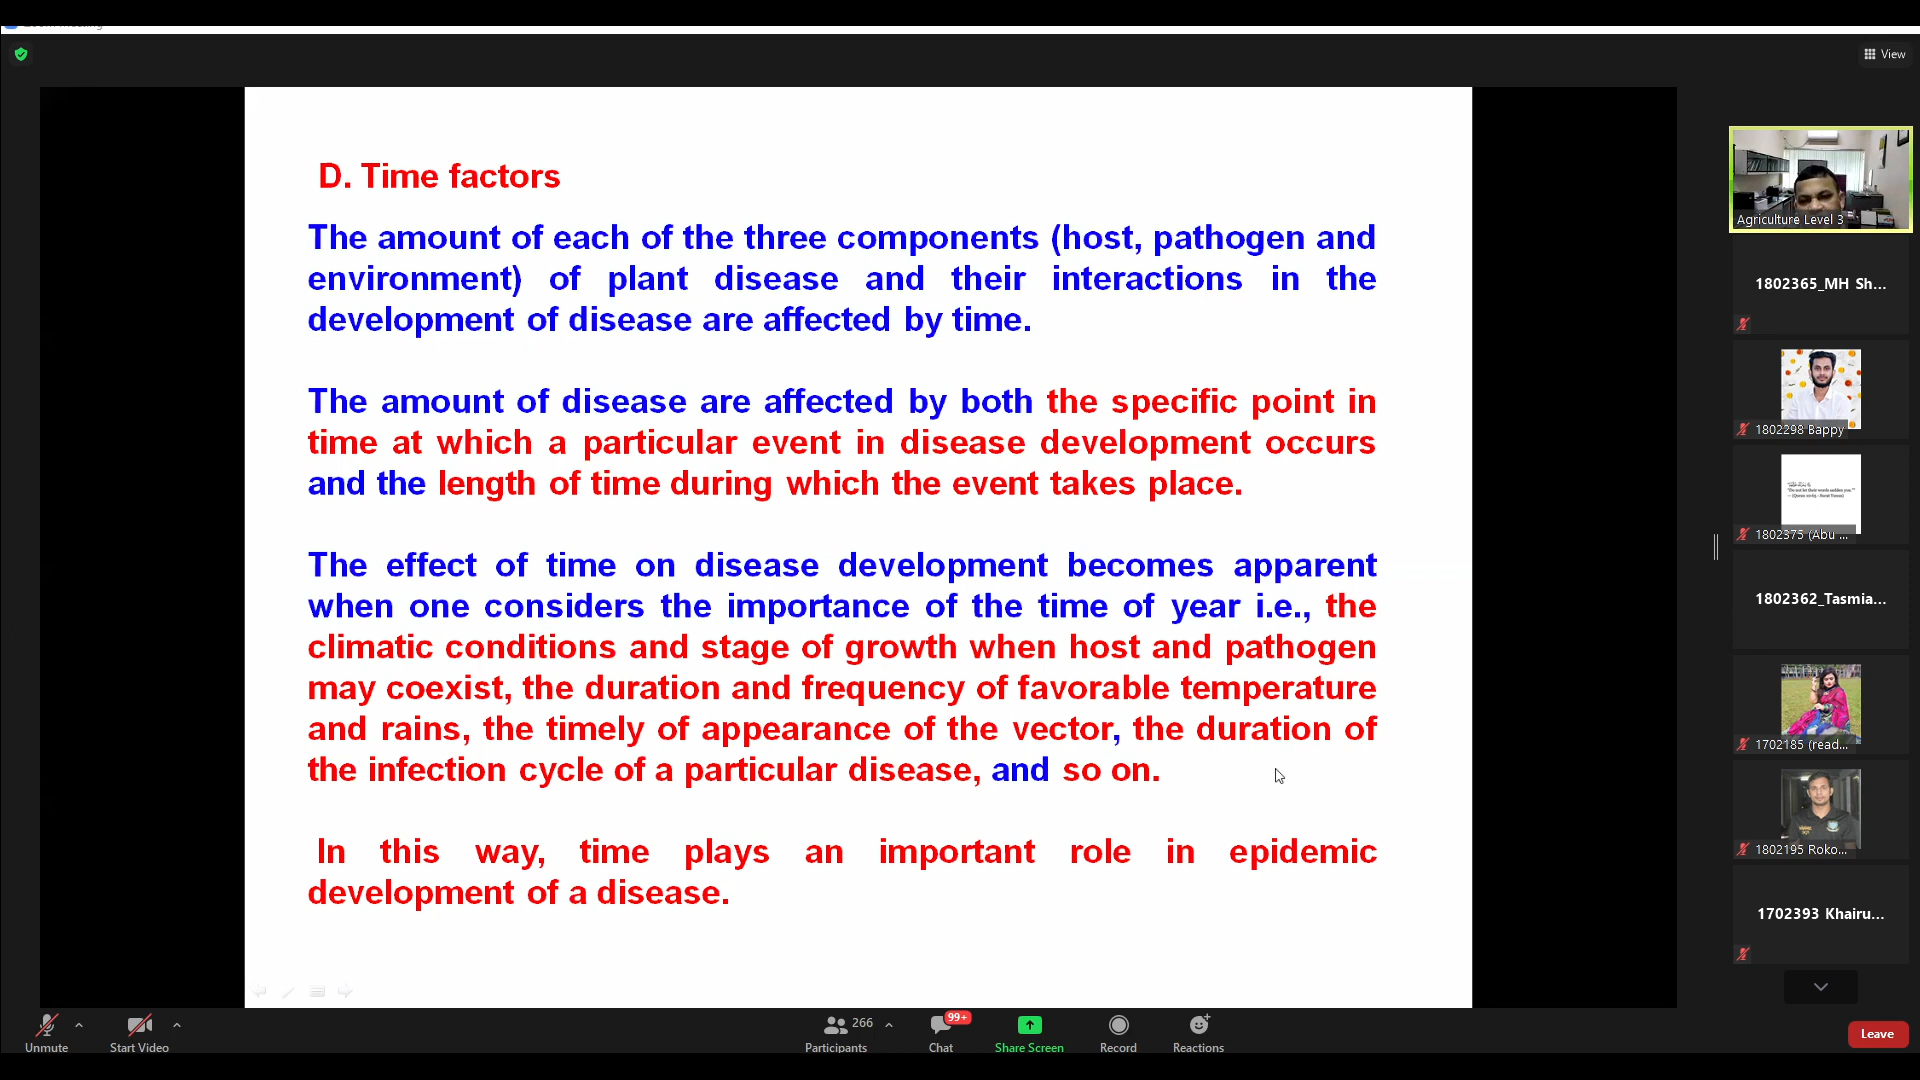 View
D. Time factors
The amount of each of the three components (host, pathogen and
environment) of plant disease and their interactions in the
development of disease are affected by time.
The amount of disease are affected by both the specific point in
time at which a particular event in disease development occurs
and the length of time during which the event takes place.
The effect of time on disease development becomes apparent
when one considers the importance of the time of year i.e., the
climatic conditions and stage of growth when host and pathogen
may coexist, the duration and frequency of favorable temperature
and rains, the timely of appearance of the vector, the duration of
the infection cycle of a particular disease, and so on.
In this way, time plays an important role in epidemic
development of a disease.
Agriculture Level 3
1802365_MH Sh...
1802298 Bappy
1802375 (Abu ...
1802362_Tasmia...
1702185 (read...
1802195 Roko...
1702393 Khairu...
Unmute
Start Video
266
Participants
99+
Chat
Share Screen
Record
Reactions
Leave